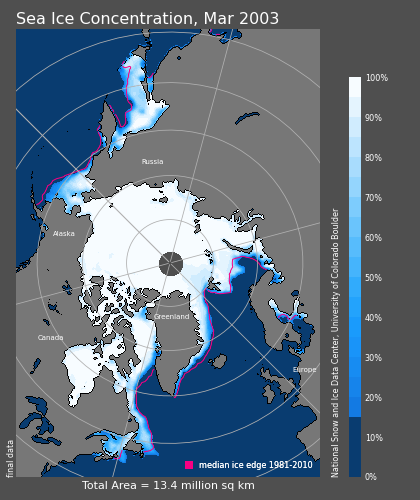 Sea Ice Concentration, Mar 2003
Russia
Alaska
Greenland
Canada
Europe
median ice edge 1981-2010
final data
Total Area = 13.4 million sq km
100%
90%
80%
70%
60%
50%
40%
30%
20%
10%
0%
National Snow and Ice Data Center, University of Colorado Boulder